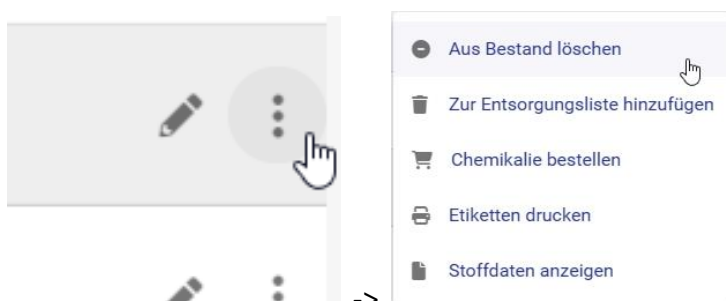 Aus Bestand löschen
Zur Entsorgungsliste hinzufügen
Chemikalie bestellen
Etiketten drucken
Stoffdaten anzeigen
->